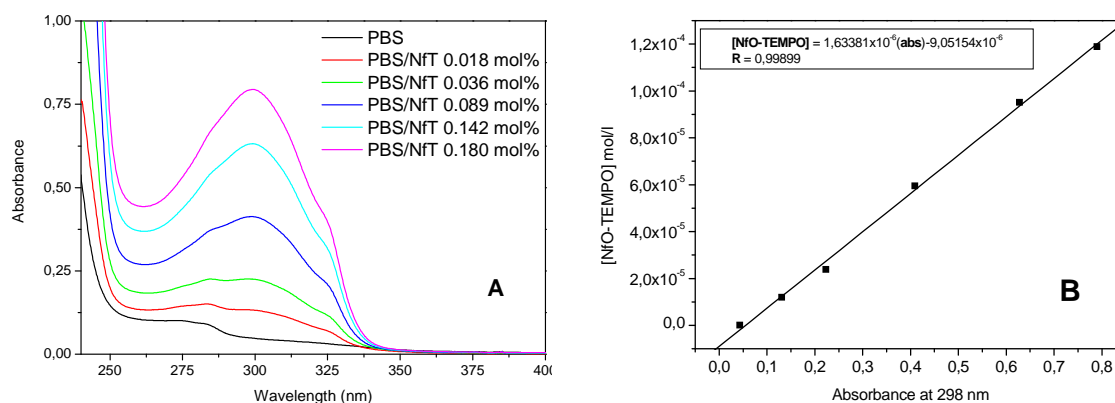 1,00
0,75
0,50
0,25
0,00
Absorbance
250 275 300 325 350 375 400
Wavelength (nm)
PBS
PBS/NfT 0.018 mol%
PBS/NfT 0.036 mol%
PBS/NfT 0.089 mol%
PBS/NfT 0.142 mol%
PBS/NfT 0.180 mol%
A
[NfO-TEMPO] = 1,63381x10⁻⁶(abs)-9,05154x10⁻⁶
R = 0,99899
1,2x10⁻⁴
1,0x10⁻⁴
8,0x10⁻⁵
6,0x10⁻⁵
4,0x10⁻⁵
2,0x10⁻⁵
0,0
[NfO-TEMPO] mol/l
0,0 0,1 0,2 0,3 0,4 0,5 0,6 0,7 0,8
Absorbance at 298 nm
B